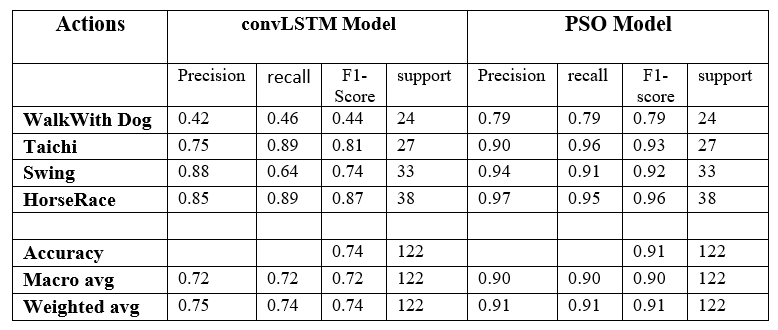 Actions convLSTM Model PSO Model
Precision recall F1-Score support Precision recall F1-score support
WalkWith Dog 0.42 0.46 0.44 24 0.79 0.79 0.79 24
Taichi 0.75 0.89 0.81 27 0.90 0.96 0.93 27
Swing 0.88 0.64 0.74 33 0.94 0.91 0.92 33
HorseRace 0.85 0.89 0.87 38 0.97 0.95 0.96 38
Accuracy 0.74 122 0.91 122
Macro avg 0.72 0.72 0.72 122 0.90 0.90 0.90 122
Weighted avg 0.75 0.74 0.74 122 0.91 0.91 0.91 122